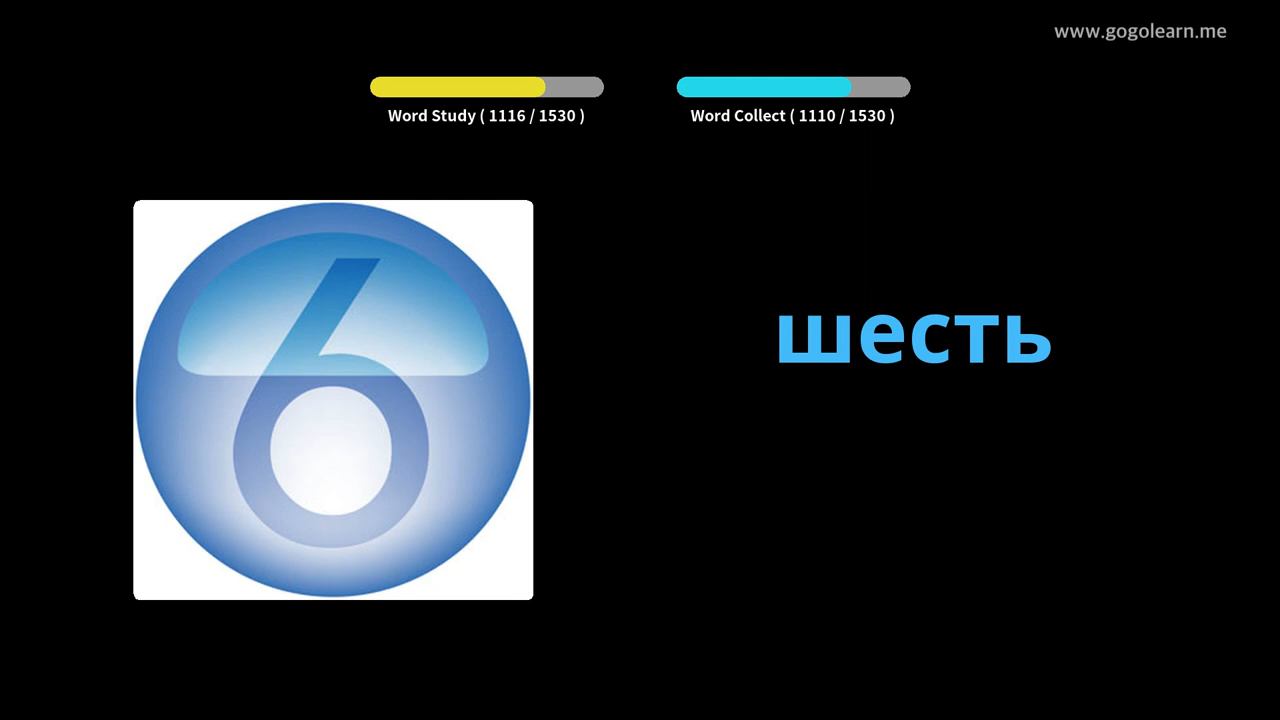 www.gogolearn.me
Word Study ( 1116 / 1530 )
Word Collect ( 1110 / 1530 )
6
шесть